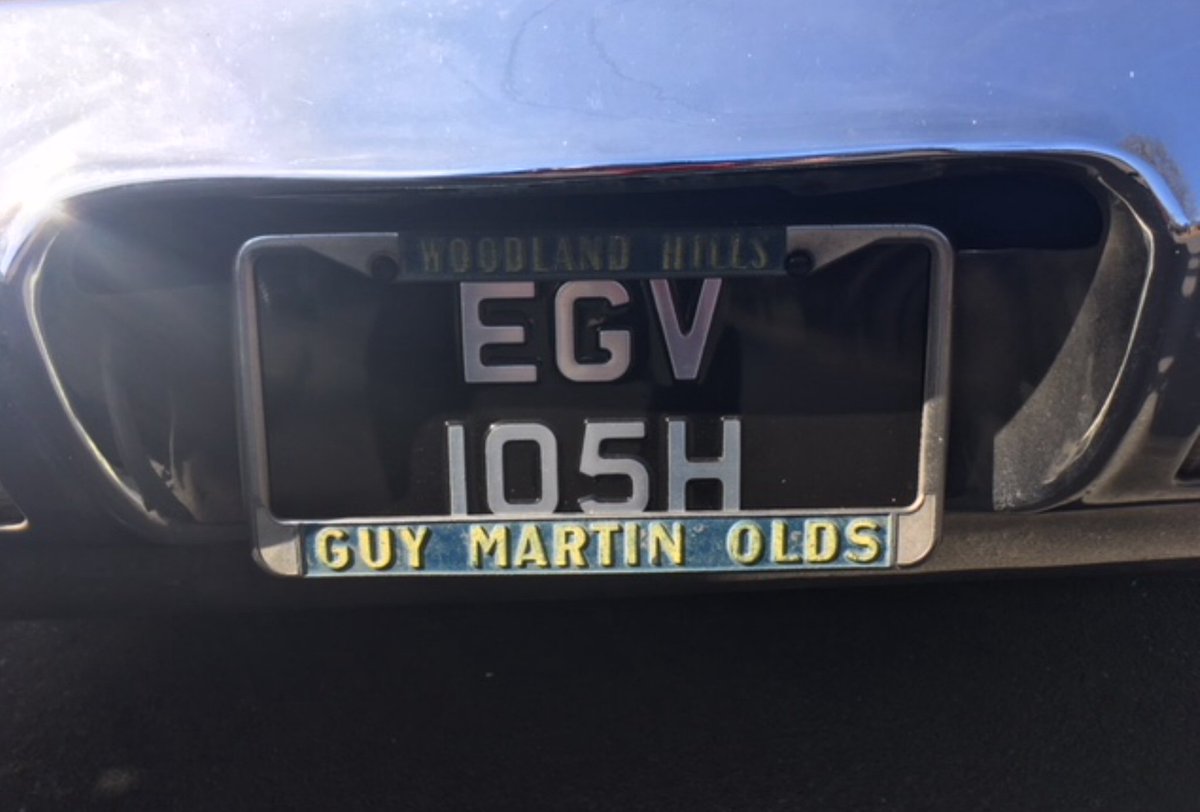 WOODLAND HILLS
EGV
105H
GUY MARTIN OLDS